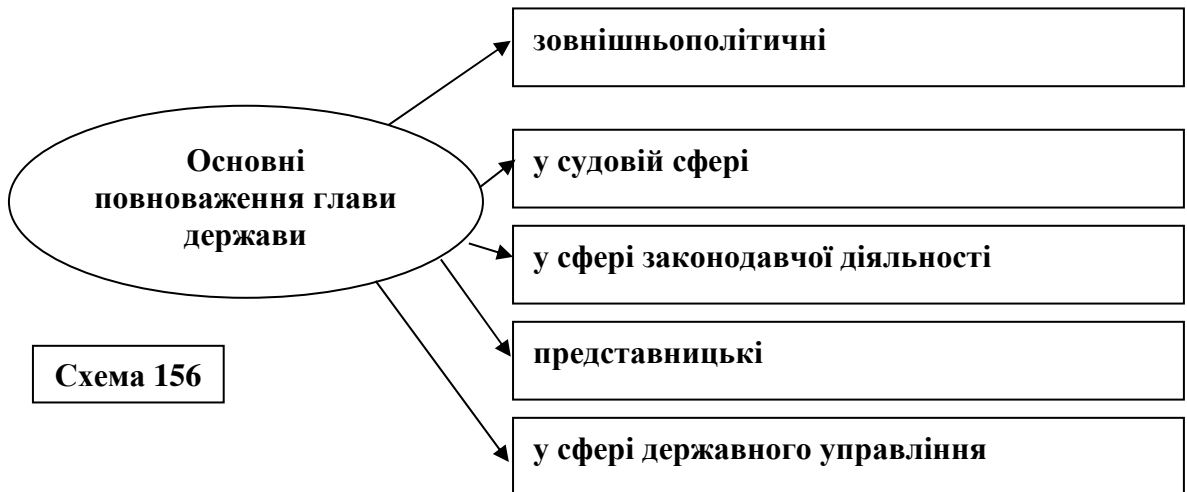 зовнішньополітичні
Основні
повноваження глави
держави
у судовій сфері
у сфері законодавчої діяльності
представницькі
Схема 156
у сфері державного управління